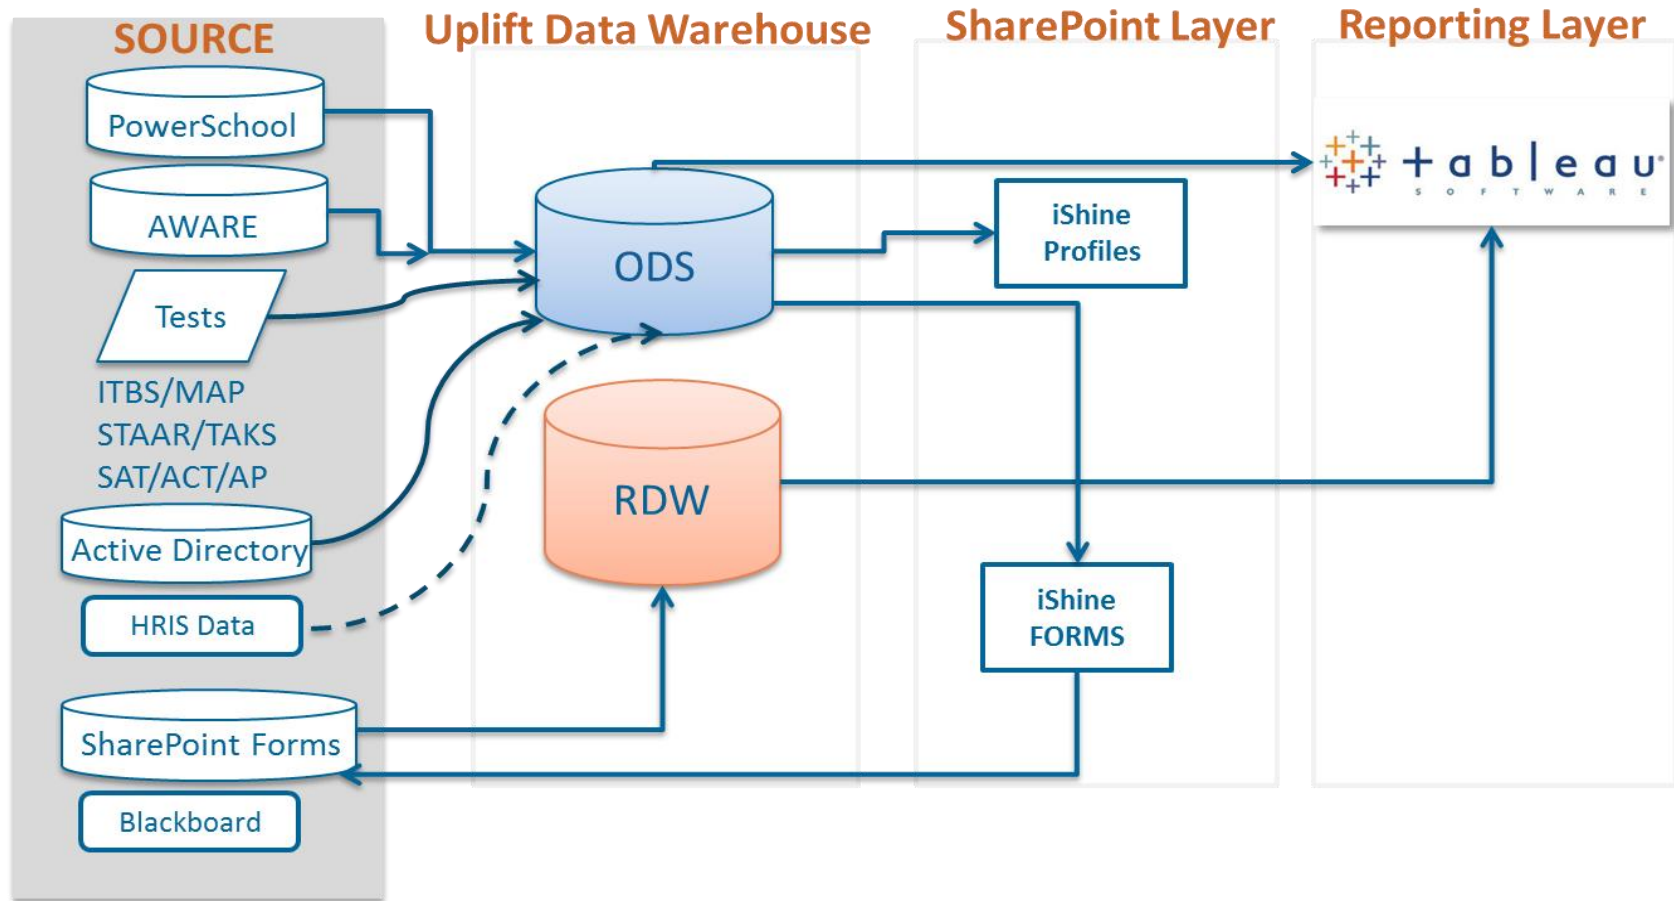 SOURCE
Uplift Data Warehouse
SharePoint Layer
Reporting Layer
PowerSchool
AWARE
Tests
ITBS/MAP
STAAR/TAKS
SAT/ACT/AP
Active Directory
HRIS Data
SharePoint Forms
Blackboard
ODS
RDW
iShine
Profiles
iShine
FORMS
+ableau®
SOFTWARE